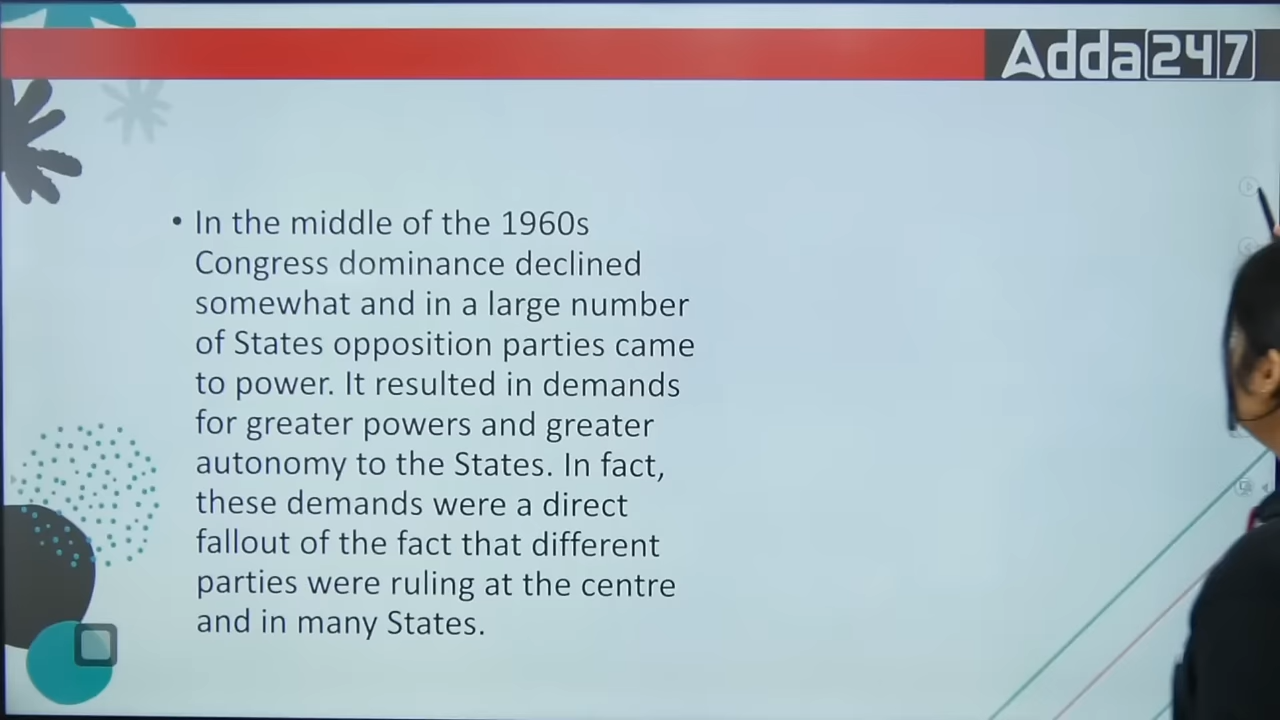 Adda247
• In the middle of the 1960s
Congress dominance declined
somewhat and in a large number
of States opposition parties came
to power. It resulted in demands
for greater powers and greater
autonomy to the States. In fact,
these demands were a direct
fallout of the fact that different
parties were ruling at the centre
and in many States.